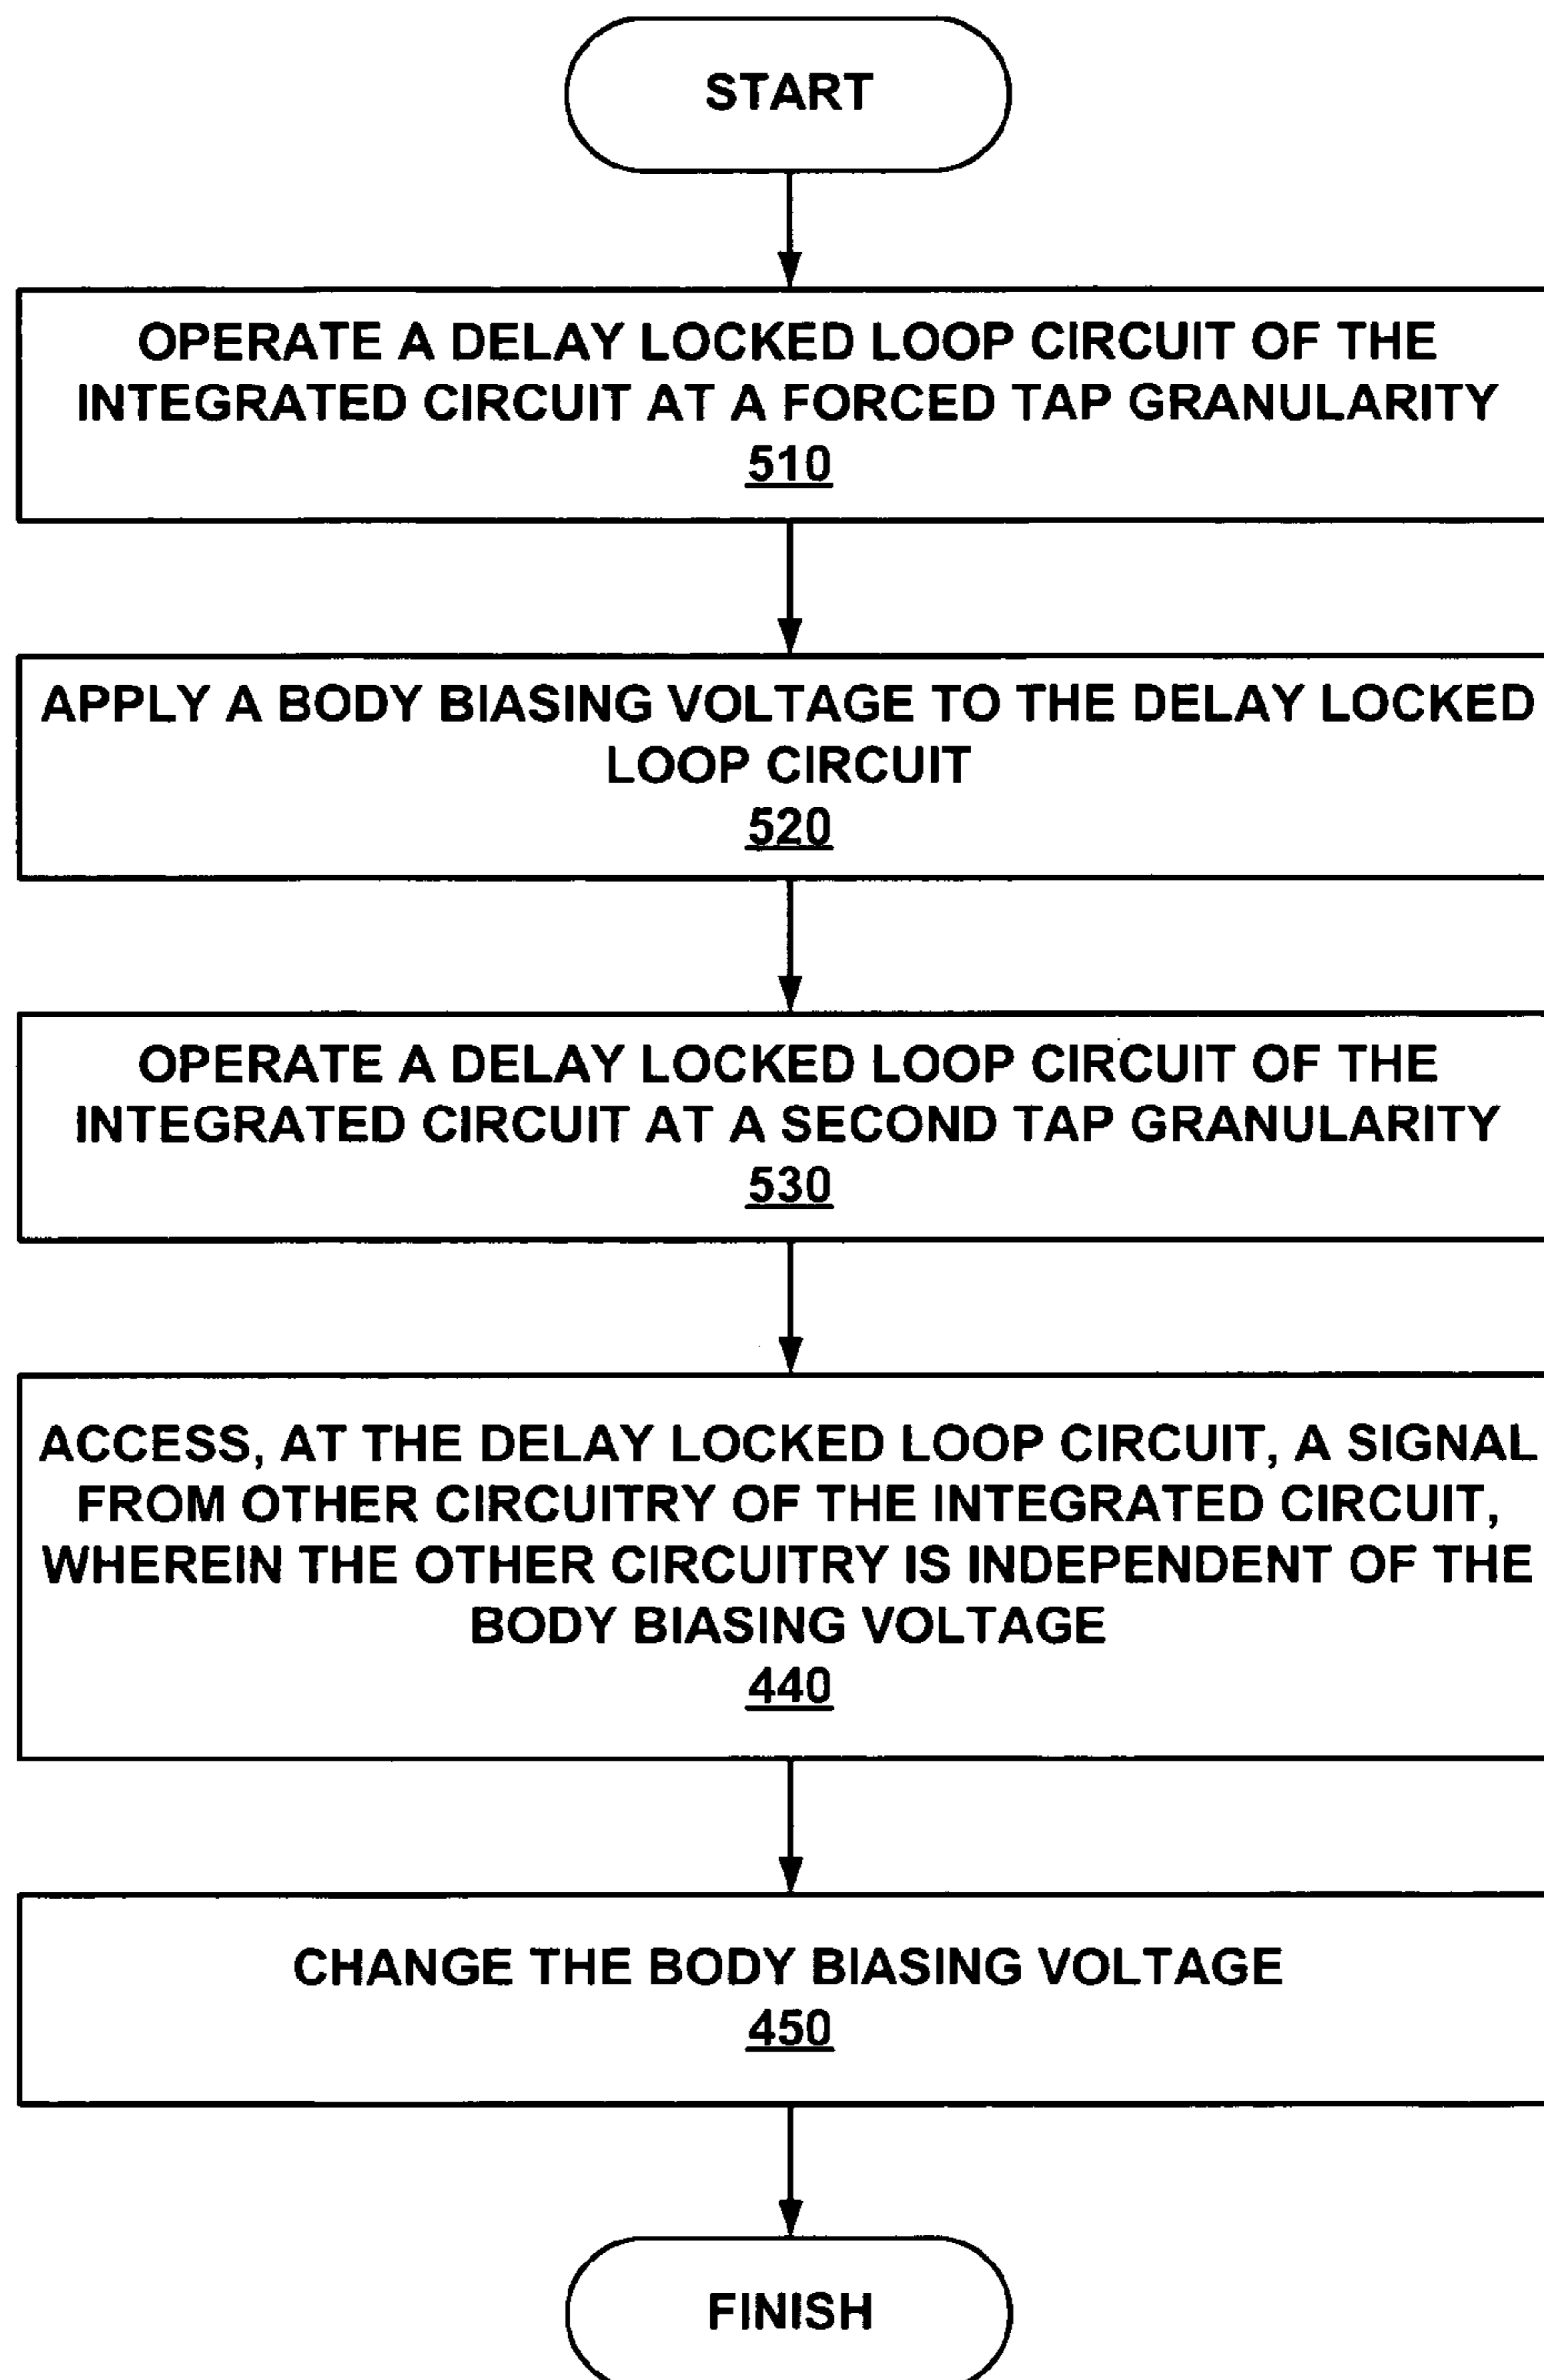 START
OPERATE A DELAY LOCKED LOOP CIRCUIT OF THE
INTEGRATED CIRCUIT AT A FORCED TAP GRANULARITY
510
APPLY A BODY BIASING VOLTAGE TO THE DELAY LOCKED
LOOP CIRCUIT
520
OPERATE A DELAY LOCKED LOOP CIRCUIT OF THE
INTEGRATED CIRCUIT AT A SECOND TAP GRANULARITY
530
ACCESS, AT THE DELAY LOCKED LOOP CIRCUIT, A SIGNAL
FROM OTHER CIRCUITRY OF THE INTEGRATED CIRCUIT,
WHEREIN THE OTHER CIRCUITRY IS INDEPENDENT OF THE
BODY BIASING VOLTAGE
440
CHANGE THE BODY BIASING VOLTAGE
450
FINISH